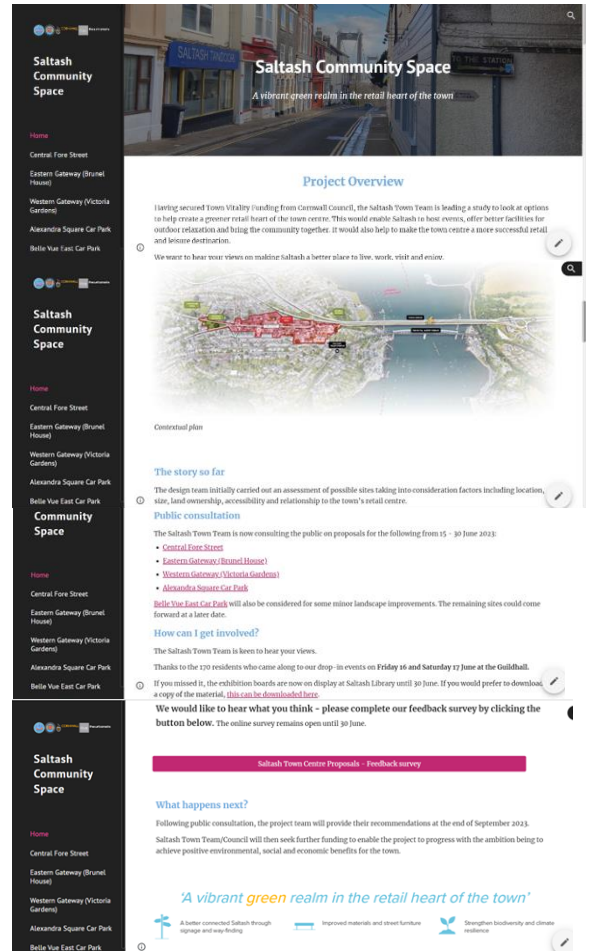 Saltash
Community
Space
Home
Central Fore Street
Eastern Gateway (Brunel
House)
Western Gateway (Victoria
Gardens)
Alexandra Square Car Park
Belle Vue East Car Park
SALTASH TANDOORI
TO THE STATION
Saltash Community Space
A vibrant green realm in the retail heart of the town
Project Overview
Having secured Town Vitality Funding from Cornwall Council, the Saltash Town Team is leading a study to look at options
to help create a greener retail heart of the town centre. This would enable Saltash to host events, offer better facilities for
outdoor relaxation and bring the community together. It would also help to make the town centre a more successful retail
and leisure destination.
We want to hear your views on making Saltash a better place to live, work, visit and enjoy.
Saltash
Community
Space
Home
Central Fore Street
Eastern Gateway (Brunel
House)
Western Gateway (Victoria
Gardens)
Alexandra Square Car Park
Belle Vue East Car Park
Contextual plan
The story so far
The design team initially carried out an assessment of possible sites taking into consideration factors including location,
size, land ownership, accessibility and relationship to the town's retail centre.
Community
Space
Home
Central Fore Street
Eastern Gateway (Brunel
House)
Western Gateway (Victoria
Gardens)
Alexandra Square Car Park
Belle Vue East Car Park
Public consultation
The Saltash Town Team is now consulting the public on proposals for the following from 15 - 30 June 2023:
• Central Fore Street
• Eastern Gateway (Brunel House)
• Western Gateway (Victoria Gardens)
• Alexandra Square Car Park
Belle Vue East Car Park will also be considered for some minor landscape improvements. The remaining sites could come
forward at a later date.
How can I get involved?
The Saltash Town Team is keen to hear your views.
Thanks to the 170 residents who came along to our drop-in events on Friday 16 and Saturday 17 June at the Guildhall.
If you missed it, the exhibition boards are now on display at Saltash Library until 30 June. If you would prefer to download
a copy of the material, this can be downloaded here.
Saltash
Community
Space
Home
Central Fore Street
Eastern Gateway (Brunel
House)
Western Gateway (Victoria
Gardens)
Alexandra Square Car Park
Belle Vue East Car Park
We would like to hear what you think - please complete our feedback survey by clicking the
button below. The online survey remains open until 30 June.
Saltash Town Centre Proposals - Feedback survey
What happens next?
Following public consultation, the project team will provide their recommendations at the end of September 2023.
Saltash Town Team/Council will then seek further funding to enable the project to progress with the ambition being to
achieve positive environmental, social and economic benefits for the town.
'A vibrant green realm in the retail heart of the town'
A better connected Saltash through
signage and way-finding
Improved materials and street furniture
Strengthen biodiversity and climate
resilience